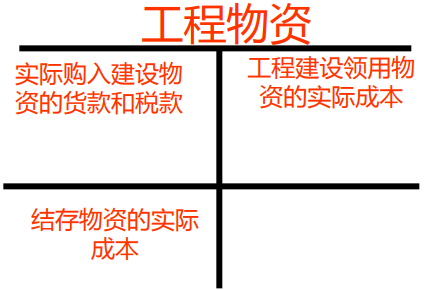 工程物资
实际购入建设物
资的货款和税款
工程建设领用物
资的实际成本
结存物资的实际
成本